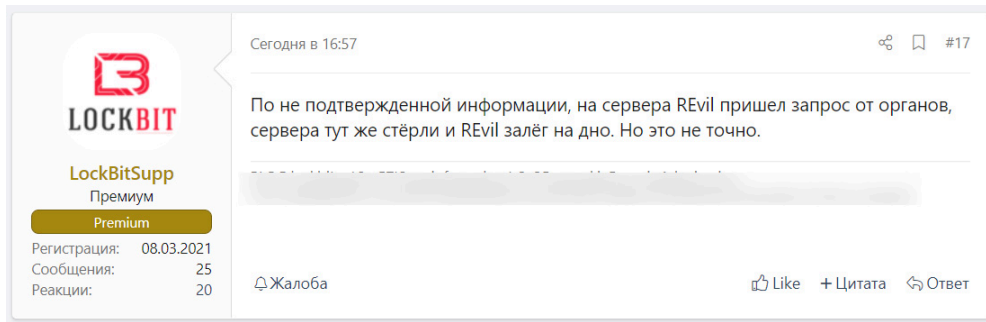 Сегодня в 16:57
#17
По не подтвержденной информации, на сервера REvil пришел запрос от органов,
сервера тут же стёрли и REvil залёг на дно. Но это не точно.
LOCKBIT
LockBitSupp
Премиум
Premium
Регистрация: 08.03.2021
Сообщения: 25
Реакции: 20
Жалоба
Like +Цитата Ответ